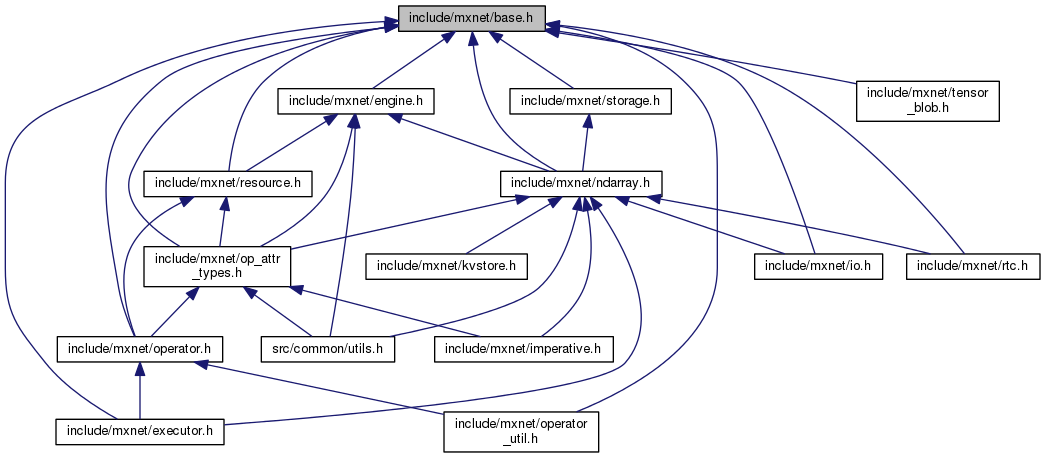 include/mxnet/base.h
include/mxnet/engine.h
include/mxnet/storage.h
include/mxnet/tensor
_blob.h
include/mxnet/resource.h
include/mxnet/ndarray.h
include/mxnet/op_attr
_types.h
include/mxnet/kvstore.h
include/mxnet/io.h
include/mxnet/rtc.h
include/mxnet/operator.h
src/common/utils.h
include/mxnet/imperative.h
include/mxnet/executor.h
include/mxnet/operator
_util.h